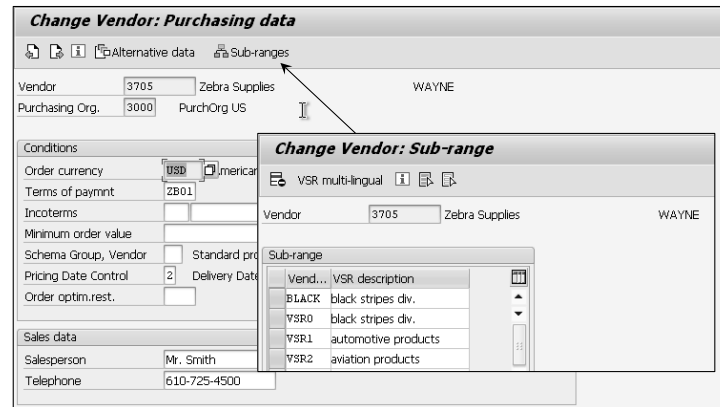 Change Vendor: Purchasing data
Alternative data Sub-ranges
Vendor 3705 Zebra Supplies WAYNE
Purchasing Org. 3000 PurchOrg US
Conditions
Order currency USD merican
Terms of paymnt ZB01
Incoterms
Minimum order value
Schema Group, Vendor Standard pro
Pricing Date Control 2 Delivery Date
Order optim.rest.
Sales data
Salesperson Mr. Smith
Telephone 610-725-4500
Change Vendor: Sub-range
VSR multi-lingual
Vendor 3705 Zebra Supplies WAYNE
Sub-range
Vend... VSR description
BLACK black stripes div.
VSR0 black stripes div.
VSR1 automotive products
VSR2 aviation products